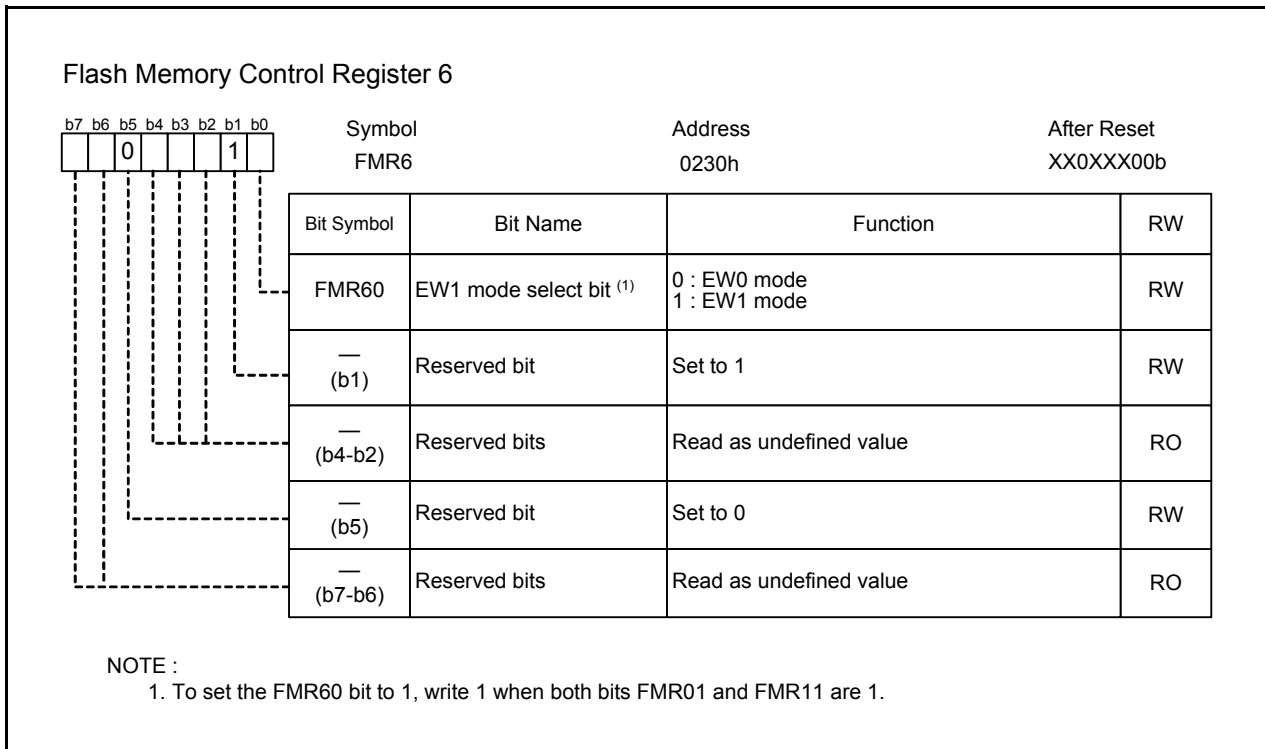 Flash Memory Control Register 6
b7 b6 b5 b4 b3 b2 b1 b0
0 1
Symbol Address After Reset
FMR6 0230h XX0XXX00b
Bit Symbol Bit Name Function RW
FMR60 EW1 mode select bit (1) 0 : EW0 mode RW
1 : EW1 mode
— (b1) Reserved bit Set to 1 RW
— (b4-b2) Reserved bits Read as undefined value RO
— (b5) Reserved bit Set to 0 RW
— (b7-b6) Reserved bits Read as undefined value RO
NOTE :
1. To set the FMR60 bit to 1, write 1 when both bits FMR01 and FMR11 are 1.